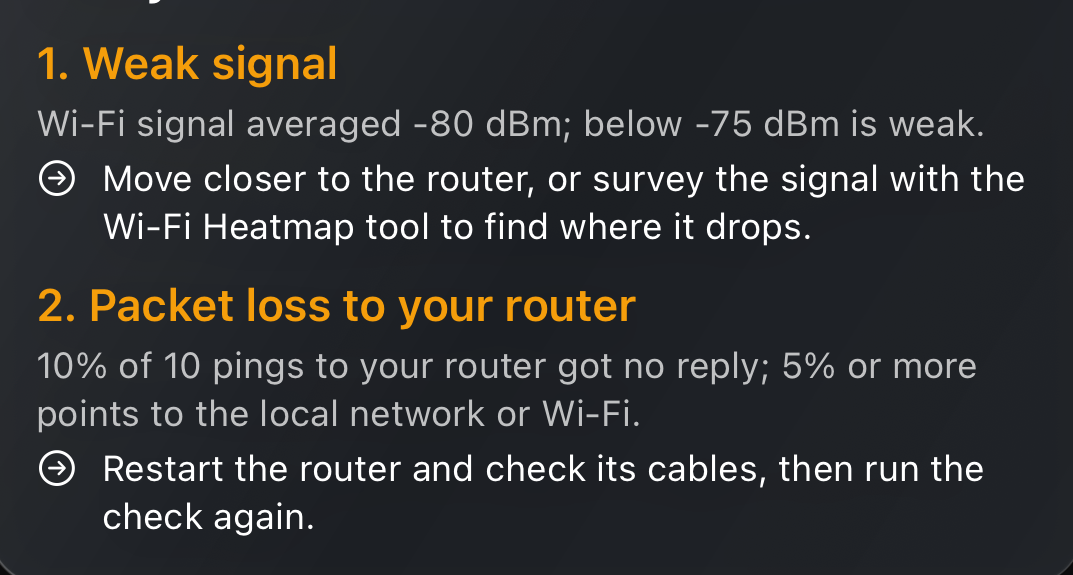 1. Weak signal
Wi-Fi signal averaged -80 dBm; below -75 dBm is weak.
Move closer to the router, or survey the signal with the
Wi-Fi Heatmap tool to find where it drops.
2. Packet loss to your router
10% of 10 pings to your router got no reply; 5% or more
points to the local network or Wi-Fi.
Restart the router and check its cables, then run the
check again.